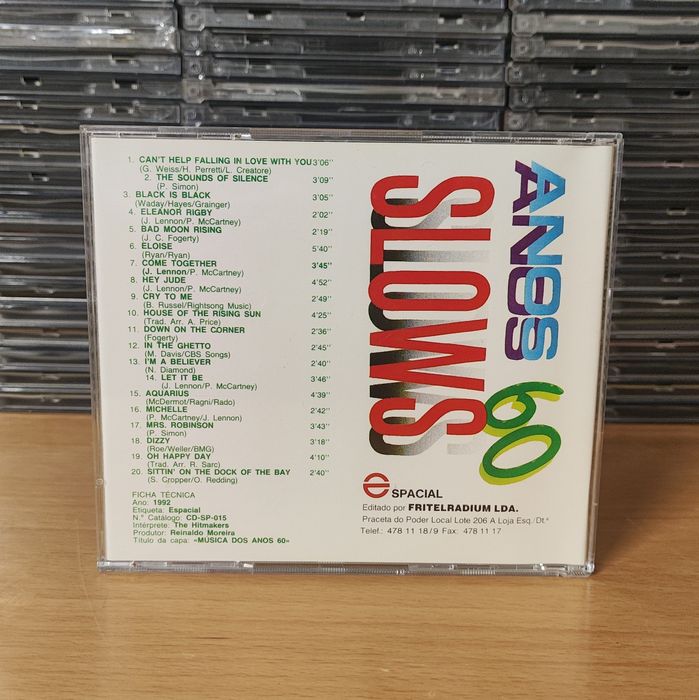 1. CAN'T HELP FALLING IN LOVE WITH YOU 3'06''
(G. Weiss/H. Perretti/L. Creatore)
2. THE SOUNDS OF SILENCE 3'09''
(P. Simon)
3. BLACK IS BLACK 3'05''
(Waday/Hayes/Grainger)
4. ELEANOR RIGBY 2'02''
(J. Lennon/P. McCartney)
5. BAD MOON RISING 2'19''
(J. C. Fogerty)
6. ELOISE 5'40''
(Ryan/Ryan)
7. COME TOGETHER 3'45''
(J. Lennon/P. McCartney)
8. HEY JUDE 4'52''
(J. Lennon/P. McCartney)
9. CRY TO ME 2'49''
(B. Russel/Rightsong Music)
10. HOUSE OF THE RISING SUN 4'25''
(Trad. Arr. A. Price)
11. DOWN ON THE CORNER 2'36''
(Fogerty)
12. IN THE GHETTO 2'45''
(M. Davis/CBS Songs)
13. I'M A BELIEVER 2'40''
(N. Diamond)
14. LET IT BE 3'46''
(J. Lennon/P. McCartney)
15. AQUARIUS 4'39''
(McDermot/Ragni/Rado)
16. MICHELLE 2'42''
(P. McCartney/J. Lennon)
17. MRS. ROBINSON 3'43''
(P. Simon)
18. DIZZY 3'18''
(Roe/Weller/BMG)
19. OH HAPPY DAY 4'10''
(Trad. Arr. R. Sarc)
20. SITTIN' ON THE DOCK OF THE BAY 2'40''
(S. Cropper/O. Redding)
FICHA TÉCNICA
Ano: 1992
Etiqueta: Espacial
N.º Catálogo: CD-SP-015
Intérprete: The Hitmakers
Produtor: Reinaldo Moreira
Título da capa: «MÚSICA DOS ANOS 60»
SLOWS
ANOS 60
ANOS
e SPACIAL
Editado por FRITELRADIUM LDA.
Praceta do Poder Local Lote 206 A Loja Esq./Dt.ª
Telef.: 478 11 18/9 Fax: 478 11 17